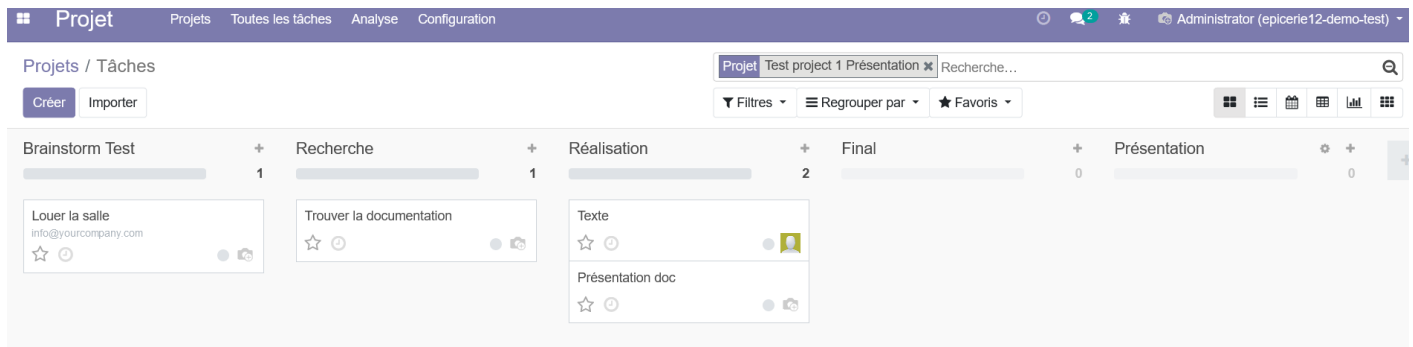 Projet Projets Toutes les tâches Analyse Configuration 2 Administrator (epicerie12-demo-test)
Projets / Tâches
Projet Test project 1 Présentation Recherche...
Créer Importer
Filtres Regrouper par Favoris
Brainstorm Test
1
Louer la salle
info@yourcompany.com
Recherche
1
Trouver la documentation
Réalisation
2
Texte
Présentation doc
Final
0
Présentation
0